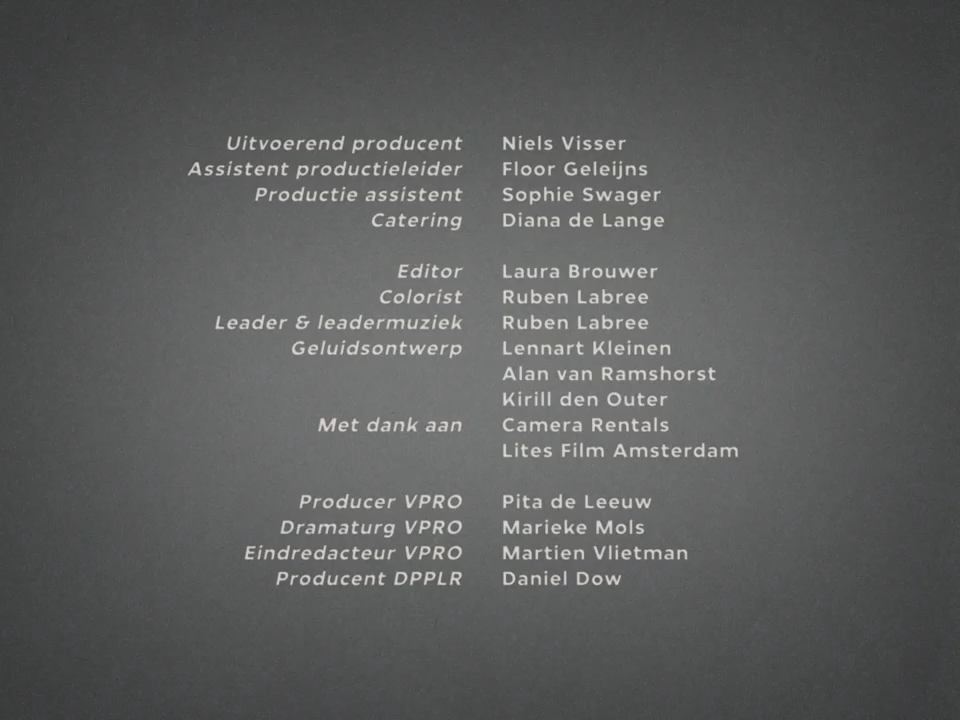 Uitvoerend producent Niels Visser
Assistent productieleider Floor Geleijns
Productie assistent Sophie Swager
Catering Diana de Lange
Editor Laura Brouwer
Colorist Ruben Labree
Leader & leadermuziek Ruben Labree
Geluidsontwerp Lennart Kleinen
Alan van Ramshorst
Kirill den Outer
Met dank aan Camera Rentals
Lites Film Amsterdam
Producer VPRO Pita de Leeuw
Dramaturg VPRO Marieke Mols
Eindredacteur VPRO Martien Vlietman
Producent DPPLR Daniel Dow